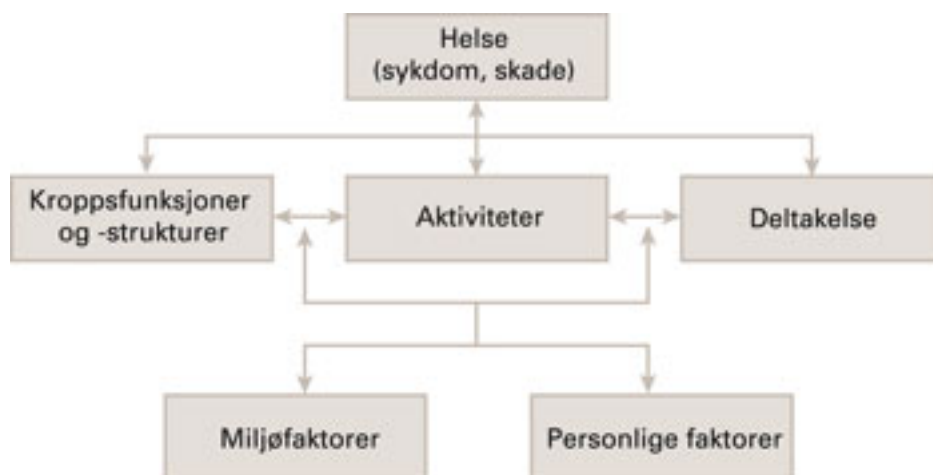 Helse
(sykdom, skade)
Kroppsfunksjoner
og -strukturer
Aktiviteter
Deltakelse
Miljøfaktorer
Personlige faktorer